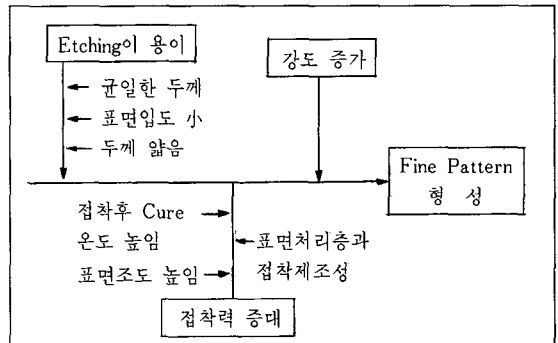 Etching이 용이
균일한 두께
표면입도 小
두께 얇음
강도 증가
Fine Pattern
형 성
접착후 Cure
온도 높임
표면조도 높임
표면처리층과
접착제조성
접착력 증대